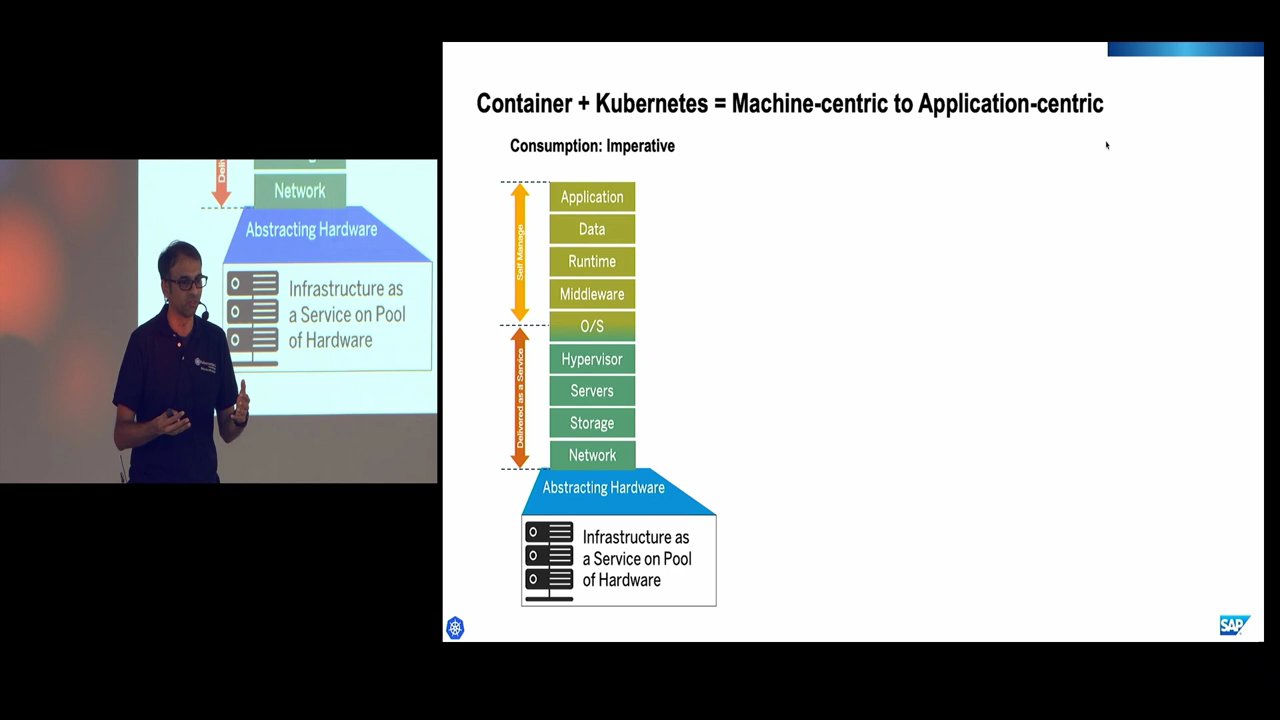 Container + Kubernetes = Machine-centric to Application-centric
Consumption: Imperative
Self Manage
Delivered as a Service
Application
Data
Runtime
Middleware
O/S
Hypervisor
Servers
Storage
Network
Abstracting Hardware
Infrastructure as
a Service on Pool
of Hardware
SAP
Network
Abstracting Hardware
Infrastructure as
a Service on Pool
of Hardware